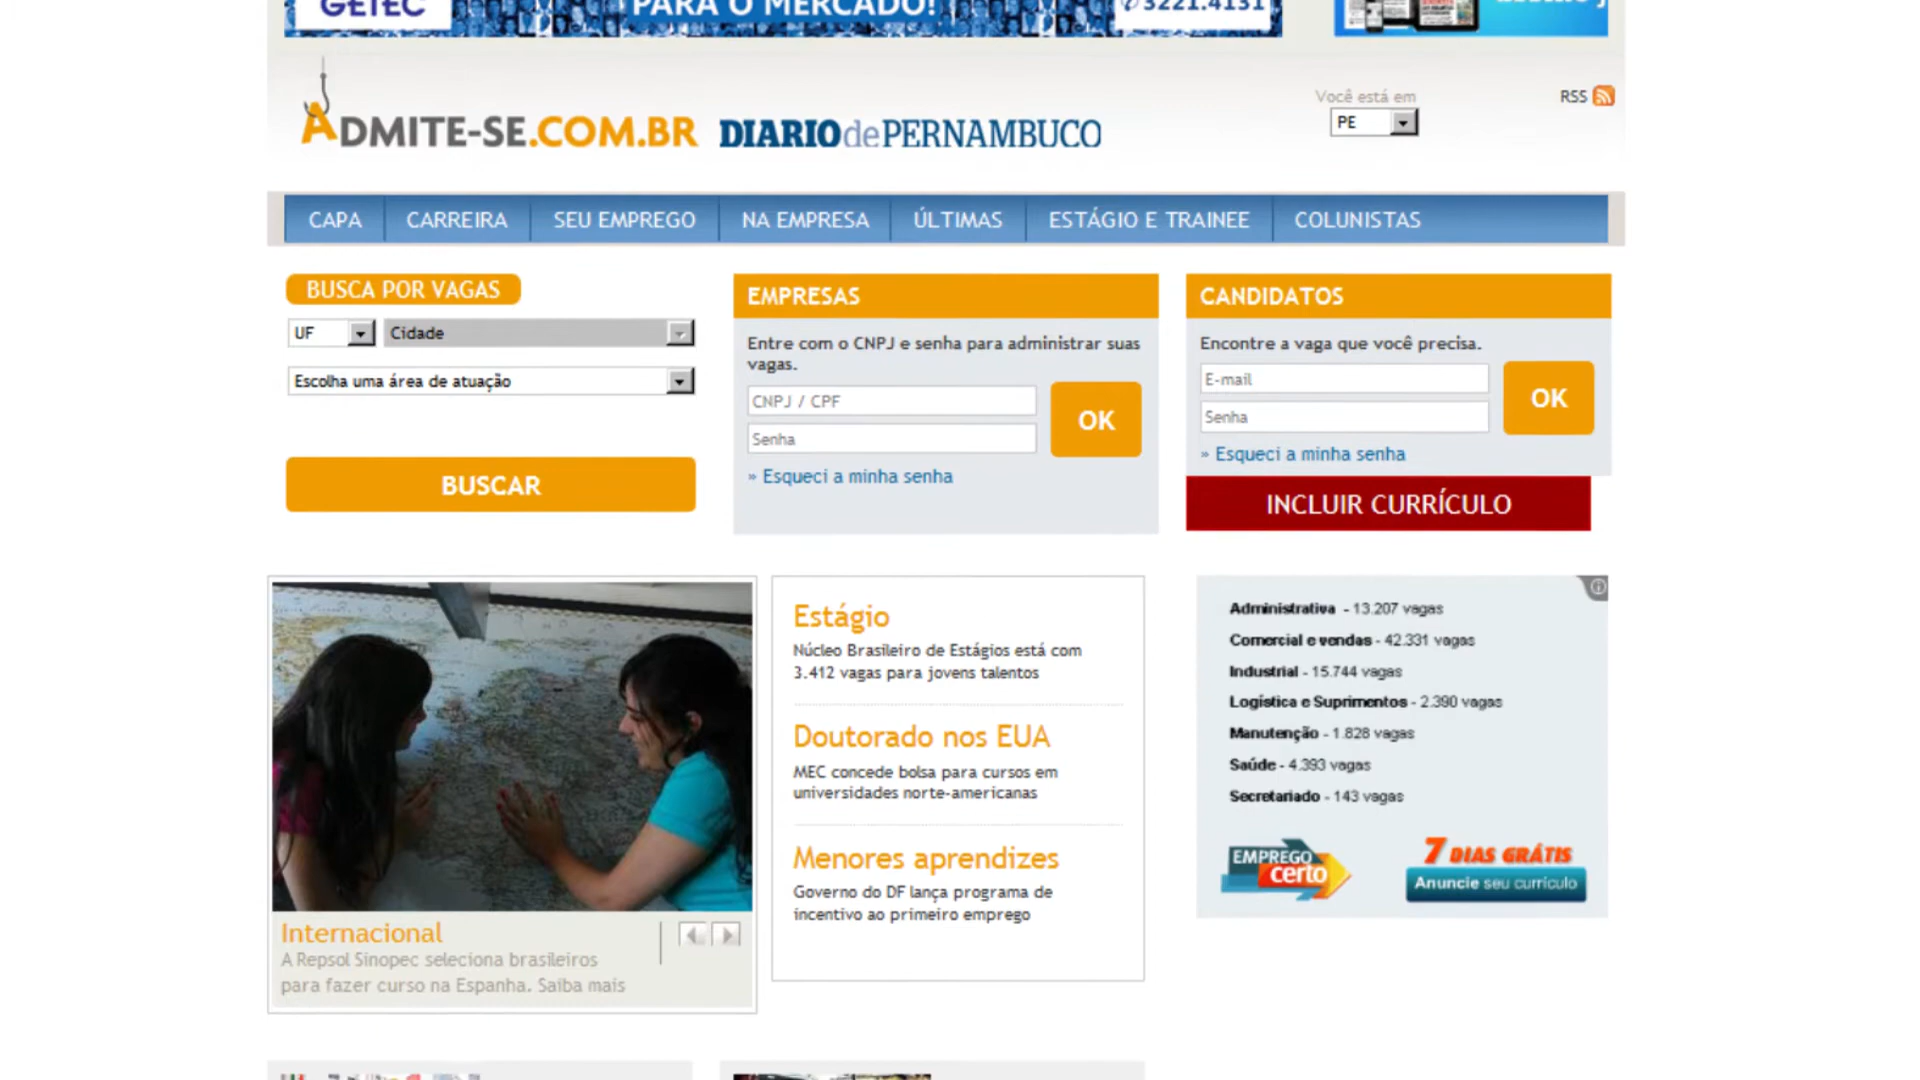 GETEC
PARA O MERCADO!
3221.4131
ADMITE-SE.COM.BR
DIARIOdePERNAMBUCO
Você está em
PE
RSS
CAPA
CARREIRA
SEU EMPREGO
NA EMPRESA
ÚLTIMAS
ESTÁGIO E TRAINEE
COLUNISTAS
BUSCA POR VAGAS
UF
Cidade
Escolha uma área de atuação
BUSCAR
EMPRESAS
Entre com o CNPJ e senha para administrar suas
vagas.
CNPJ / CPF
Senha
OK
» Esqueci a minha senha
CANDIDATOS
Encontre a vaga que você precisa.
E-mail
Senha
OK
» Esqueci a minha senha
INCLUIR CURRÍCULO
Internacional
A Repsol Sinopec seleciona brasileiros
para fazer curso na Espanha. Saiba mais
Estágio
Núcleo Brasileiro de Estágios está com
3.412 vagas para jovens talentos
Doutorado nos EUA
MEC concede bolsa para cursos em
universidades norte-americanas
Menores aprendizes
Governo do DF lança programa de
incentivo ao primeiro emprego
Administrativa - 13.207 vagas
Comercial e vendas - 42.331 vagas
Industrial - 15.744 vagas
Logística e Suprimentos - 2.390 vagas
Manutenção - 1.828 vagas
Saúde - 4.393 vagas
Secretariado - 143 vagas
EMPREGO
certo
7 DIAS GRÁTIS
Anuncie seu currículo